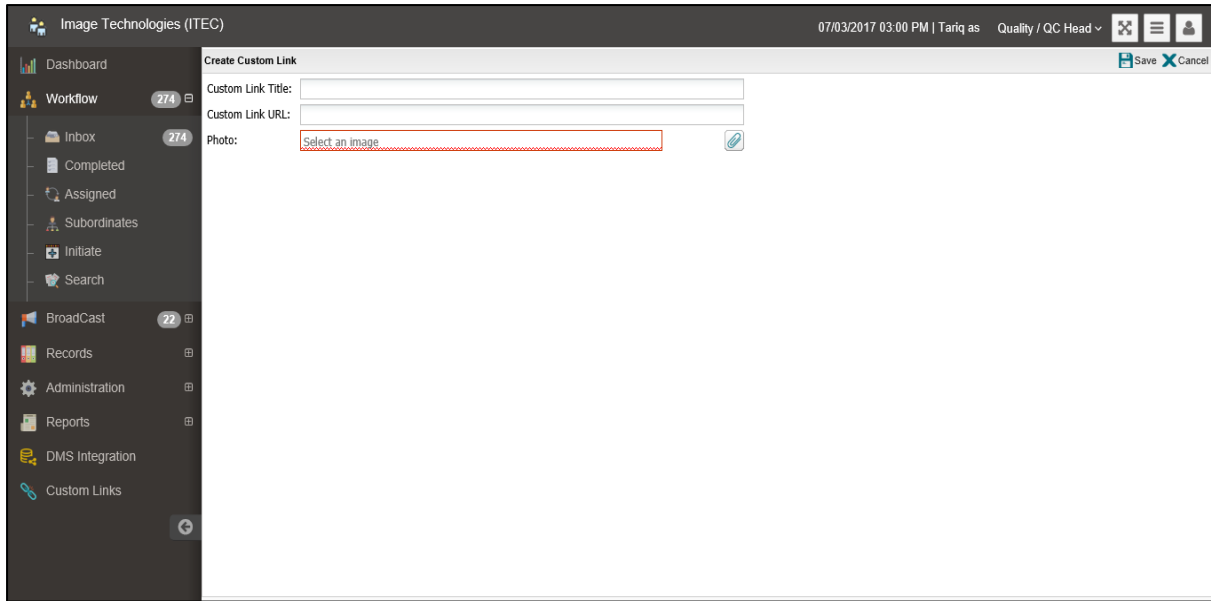 Image Technologies (ITEC)
07/03/2017 03:00 PM | Tariq as Quality / QC Head
Dashboard
Workflow 274
Inbox 274
Completed
Assigned
Subordinates
Initiate
Search
BroadCast 22
Records
Administration
Reports
DMS Integration
Custom Links
Create Custom Link
Save Cancel
Custom Link Title:
Custom Link URL:
Photo: Select an image